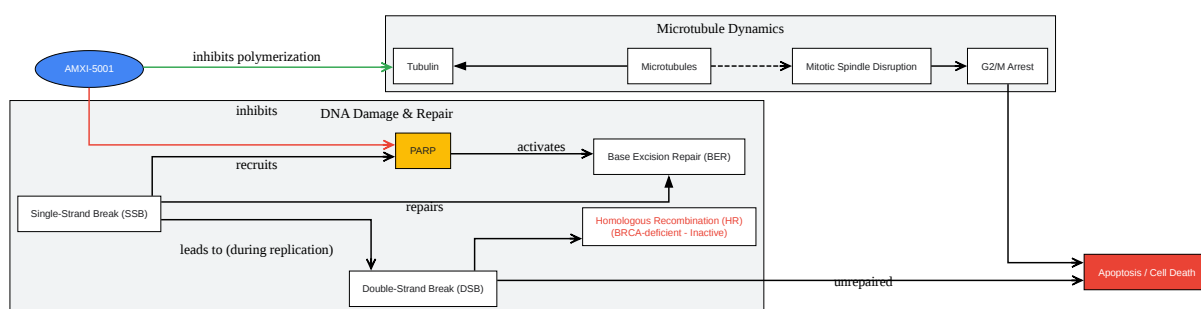 Microtubule Dynamics
inhibits polymerization
AMXI-5001
Tubulin
Microtubules
Mitotic Spindle Disruption
G2/M Arrest
inhibits
DNA Damage & Repair
PARP
activates
Base Excision Repair (BER)
recruits
Single-Strand Break (SSB)
repairs
Homologous Recombination (HR)
(BRCA-deficient - Inactive)
leads to (during replication)
Double-Strand Break (DSB)
unrepaired
Apoptosis / Cell Death